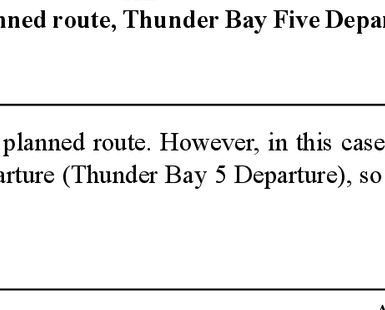 nned route, Thunder Bay Five Depar
planned route. However, in this case
arture (Thunder Bay 5 Departure), so